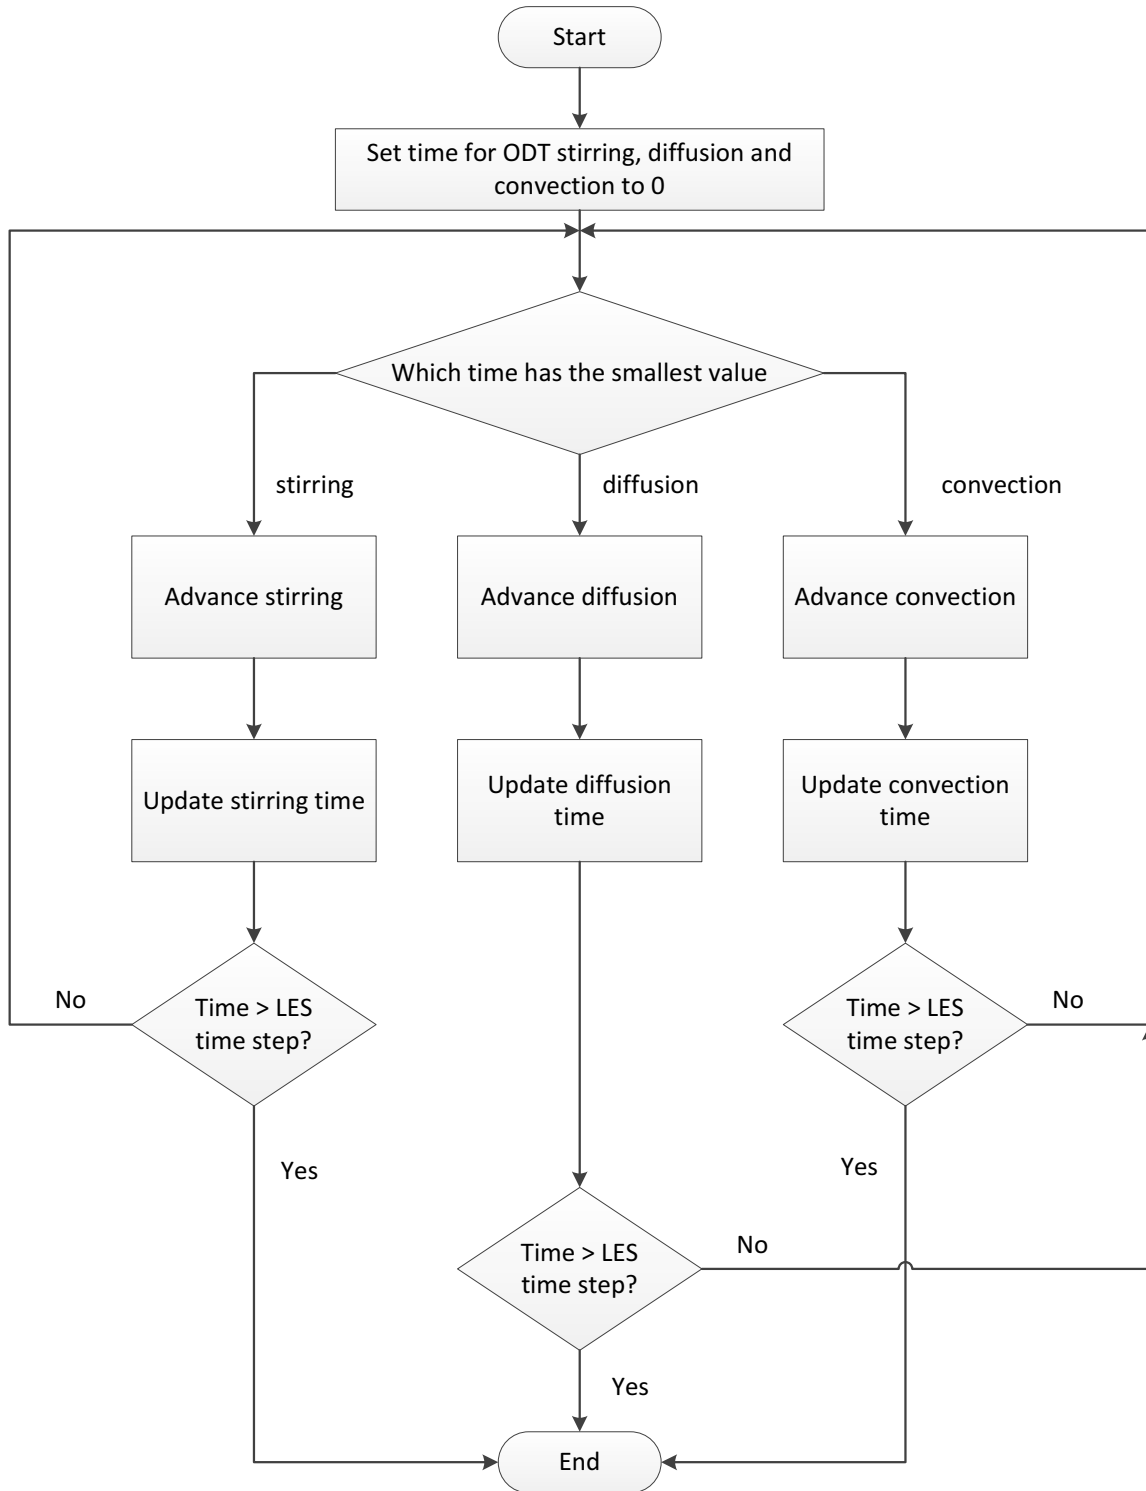 Start
Set time for ODT stirring, diffusion and
convection to 0
Which time has the smallest value
stirring
diffusion
convection
Advance stirring
Advance diffusion
Advance convection
Update stirring time
Update diffusion
time
Update convection
time
No
Time > LES
time step?
Time > LES
time step?
No
Yes
Yes
Time > LES
time step?
No
Yes
End